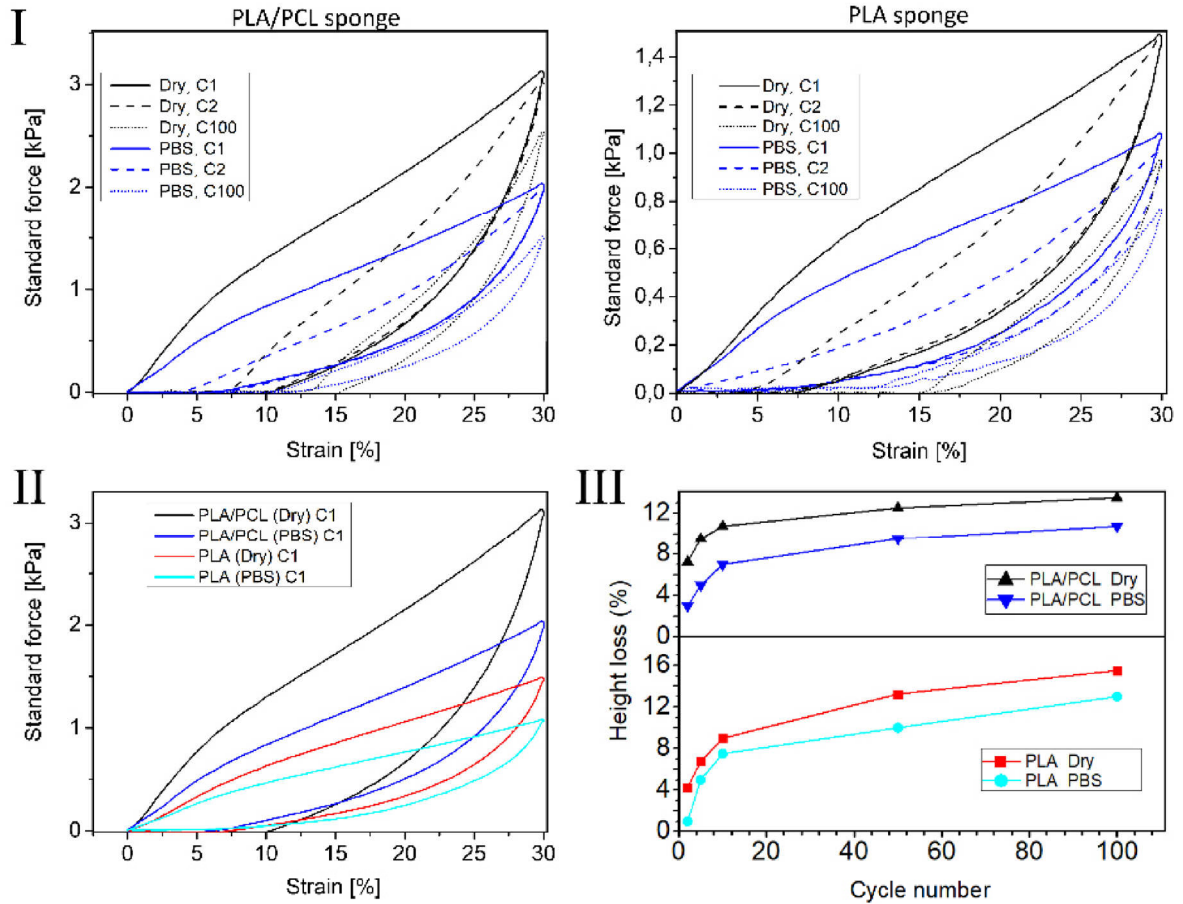 I
PLA/PCL sponge
Standard force [kPa]
3
2
1
0
Dry, C1
Dry, C2
Dry, C100
PBS, C1
PBS, C2
PBS, C100
0 5 10 15 20 25 30
Strain [%]
PLA sponge
Standard force [kPa]
1,4
1,2
1,0
0,8
0,6
0,4
0,2
0,0
Dry, C1
Dry, C2
Dry, C100
PBS, C1
PBS, C2
PBS, C100
0 5 10 15 20 25 30
Strain [%]
II
Standard force [kPa]
3
2
1
0
PLA/PCL (Dry) C1
PLA/PCL (PBS) C1
PLA (Dry) C1
PLA (PBS) C1
0 5 10 15 20 25 30
Strain [%]
III
Height loss (%)
12
8
4
0
PLA/PCL Dry
PLA/PCL PBS
16
12
8
4
0
PLA Dry
PLA PBS
0 20 40 60 80 100
Cycle number